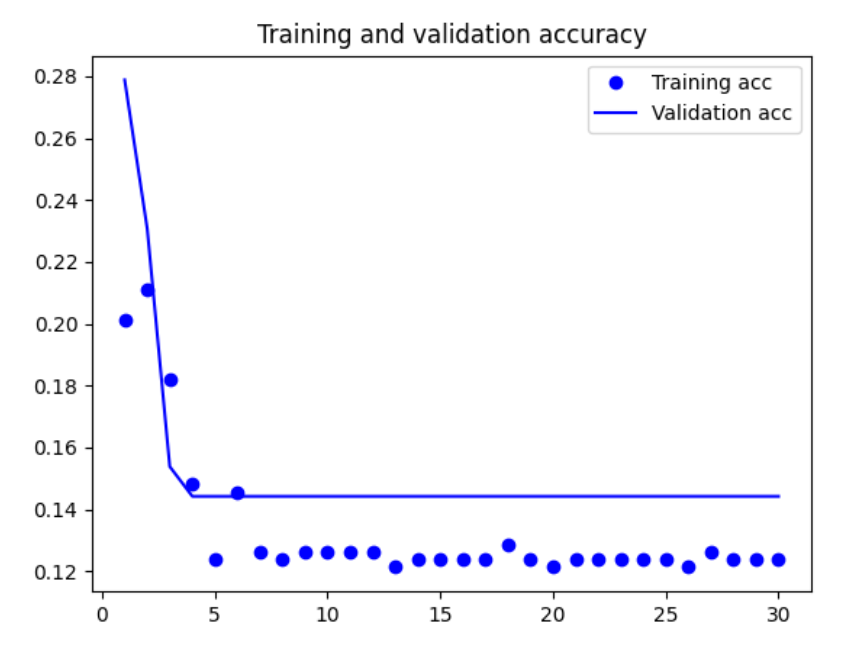 Training and validation accuracy
0.28
0.26
0.24
0.22
0.20
0.18
0.16
0.14
0.12
Training acc
Validation acc
0 5 10 15 20 25 30